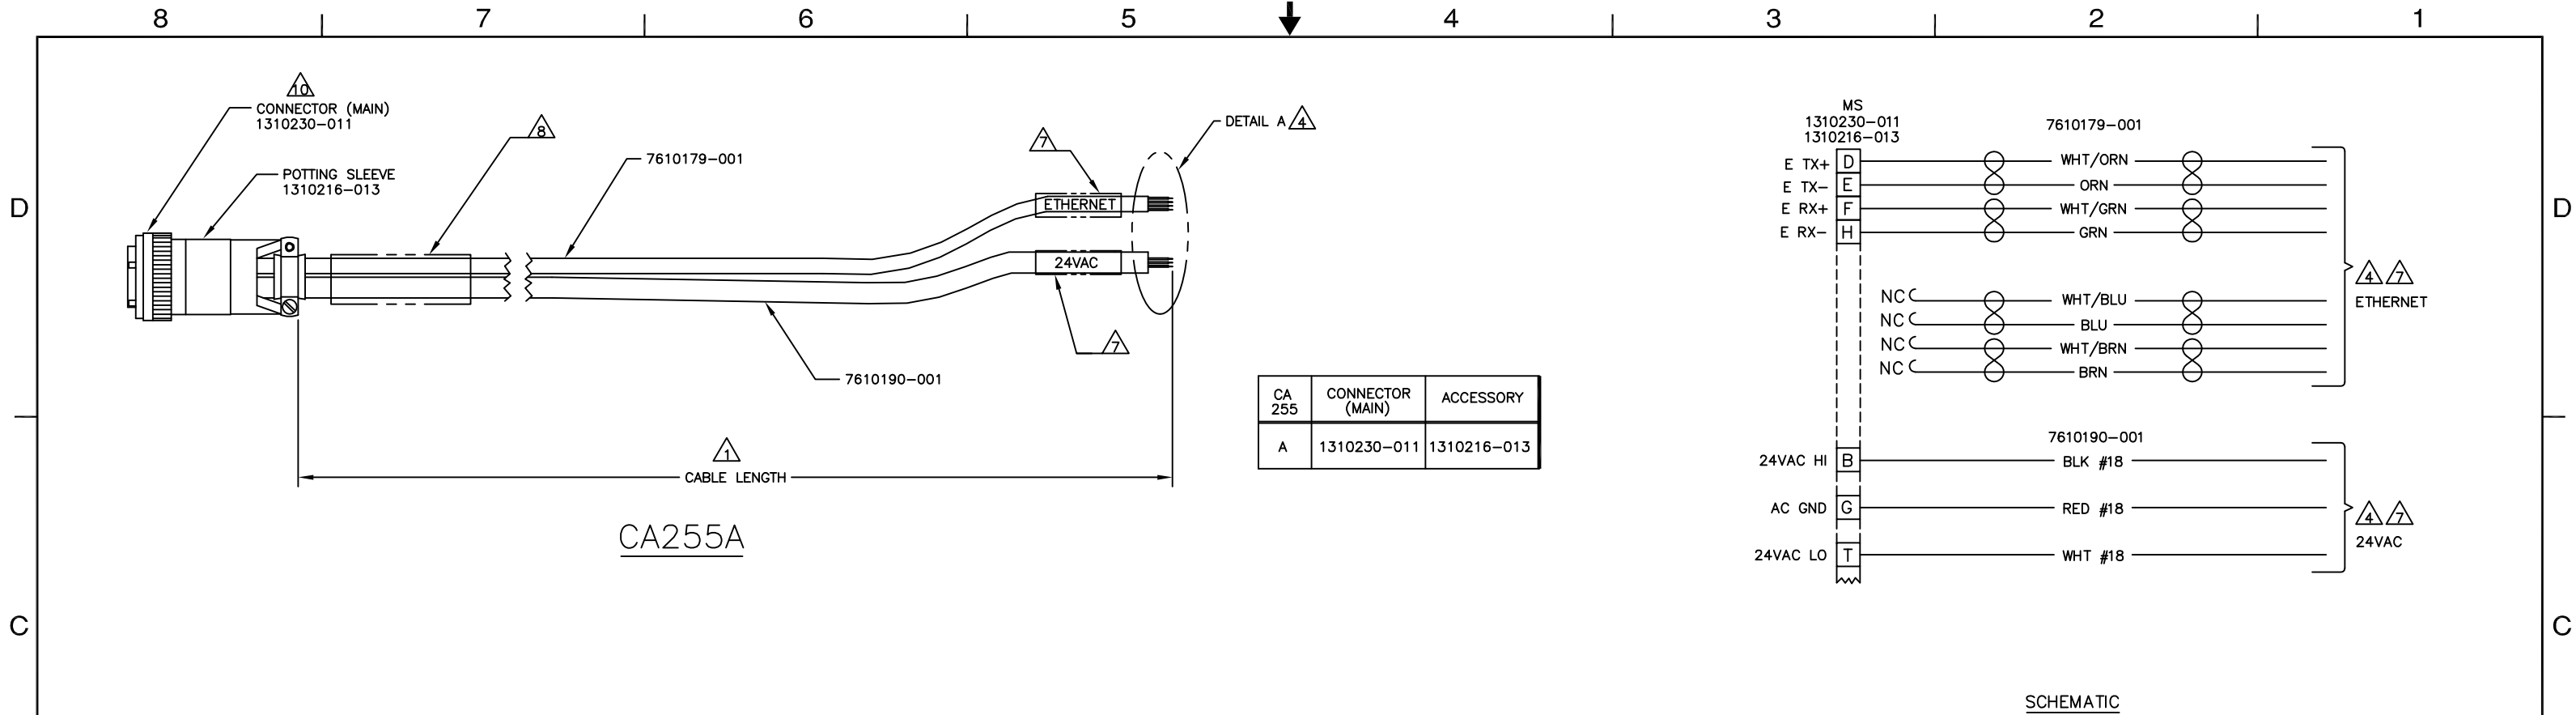 8 7 6 5 4 3 2 1
D
C
10
CONNECTOR (MAIN)
1310230-011
POTTING SLEEVE
1310216-013
8
7610179-001
7
DETAIL A 4
ETHERNET
24VAC
7
7610190-001
1
CABLE LENGTH
CA255A
CA
255
CONNECTOR
(MAIN)
ACCESSORY
A 1310230-011 1310216-013
MS
1310230-011
1310216-013
7610179-001
E TX+ D WHT/ORN
E TX- E ORN
E RX+ F WHT/GRN
E RX- H GRN
NC WHT/BLU
NC BLU
NC WHT/BRN
NC BRN
4 7
ETHERNET
7610190-001
24VAC HI B BLK #18
AC GND G RED #18
24VAC LO T WHT #18
4 7
24VAC
SCHEMATIC
D
C